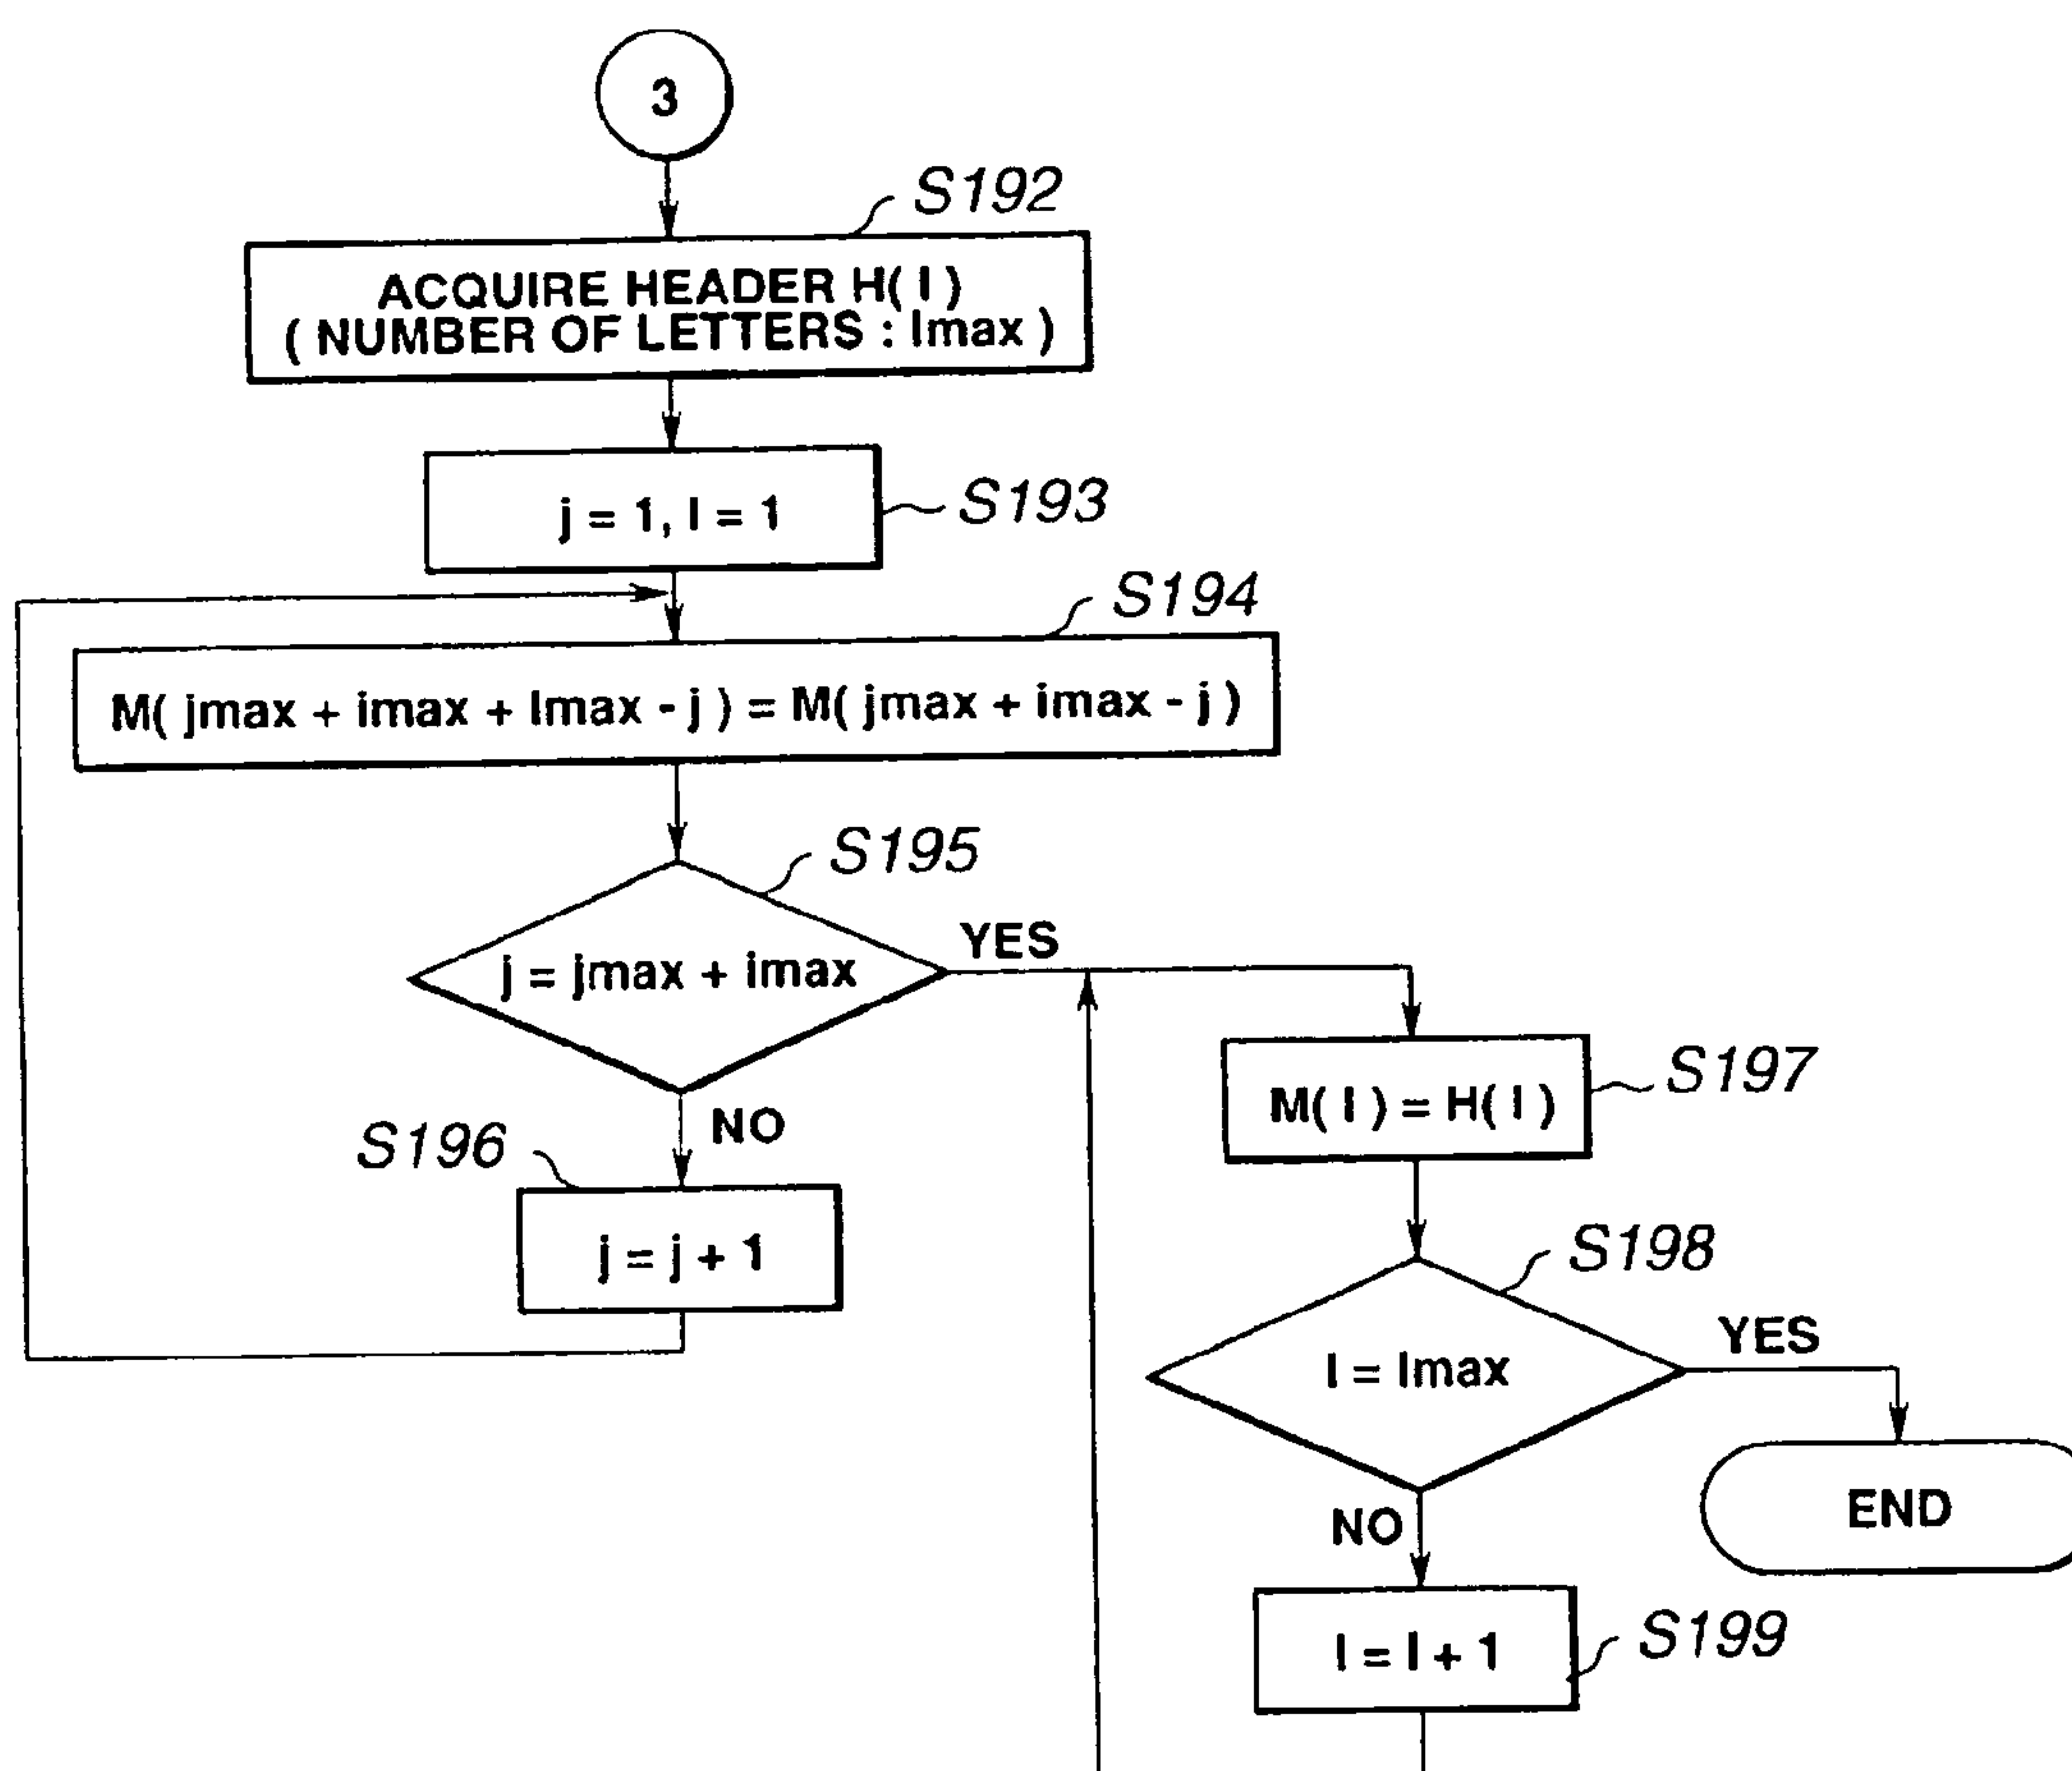 3
S192
ACQUIRE HEADER H( l )
( NUMBER OF LETTERS : lmax )
j = 1, l = 1
S193
S194
M( jmax + imax + lmax - j ) = M( jmax + imax - j )
S195
j = jmax + imax
YES
NO
S196
j = j + 1
M( l ) = H( l )
S197
S198
l = lmax
YES
END
NO
l = l + 1
S199